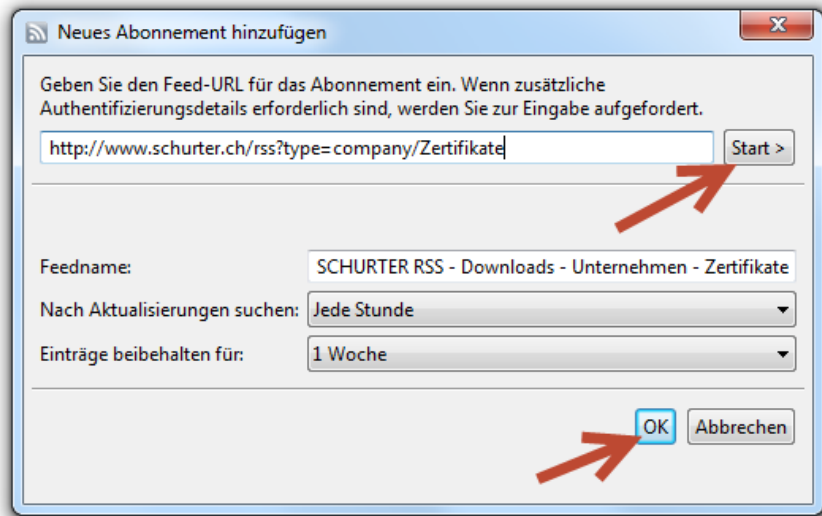 Neues Abonnement hinzufügen
Geben Sie den Feed-URL für das Abonnement ein. Wenn zusätzliche
Authentifizierungsdetails erforderlich sind, werden Sie zur Eingabe aufgefordert.
http://www.schurter.ch/rss?type=company/Zertifikate
Start >
Feedname: SCHURTER RSS - Downloads - Unternehmen - Zertifikate
Nach Aktualisierungen suchen: Jede Stunde
Einträge beibehalten für: 1 Woche
OK Abbrechen